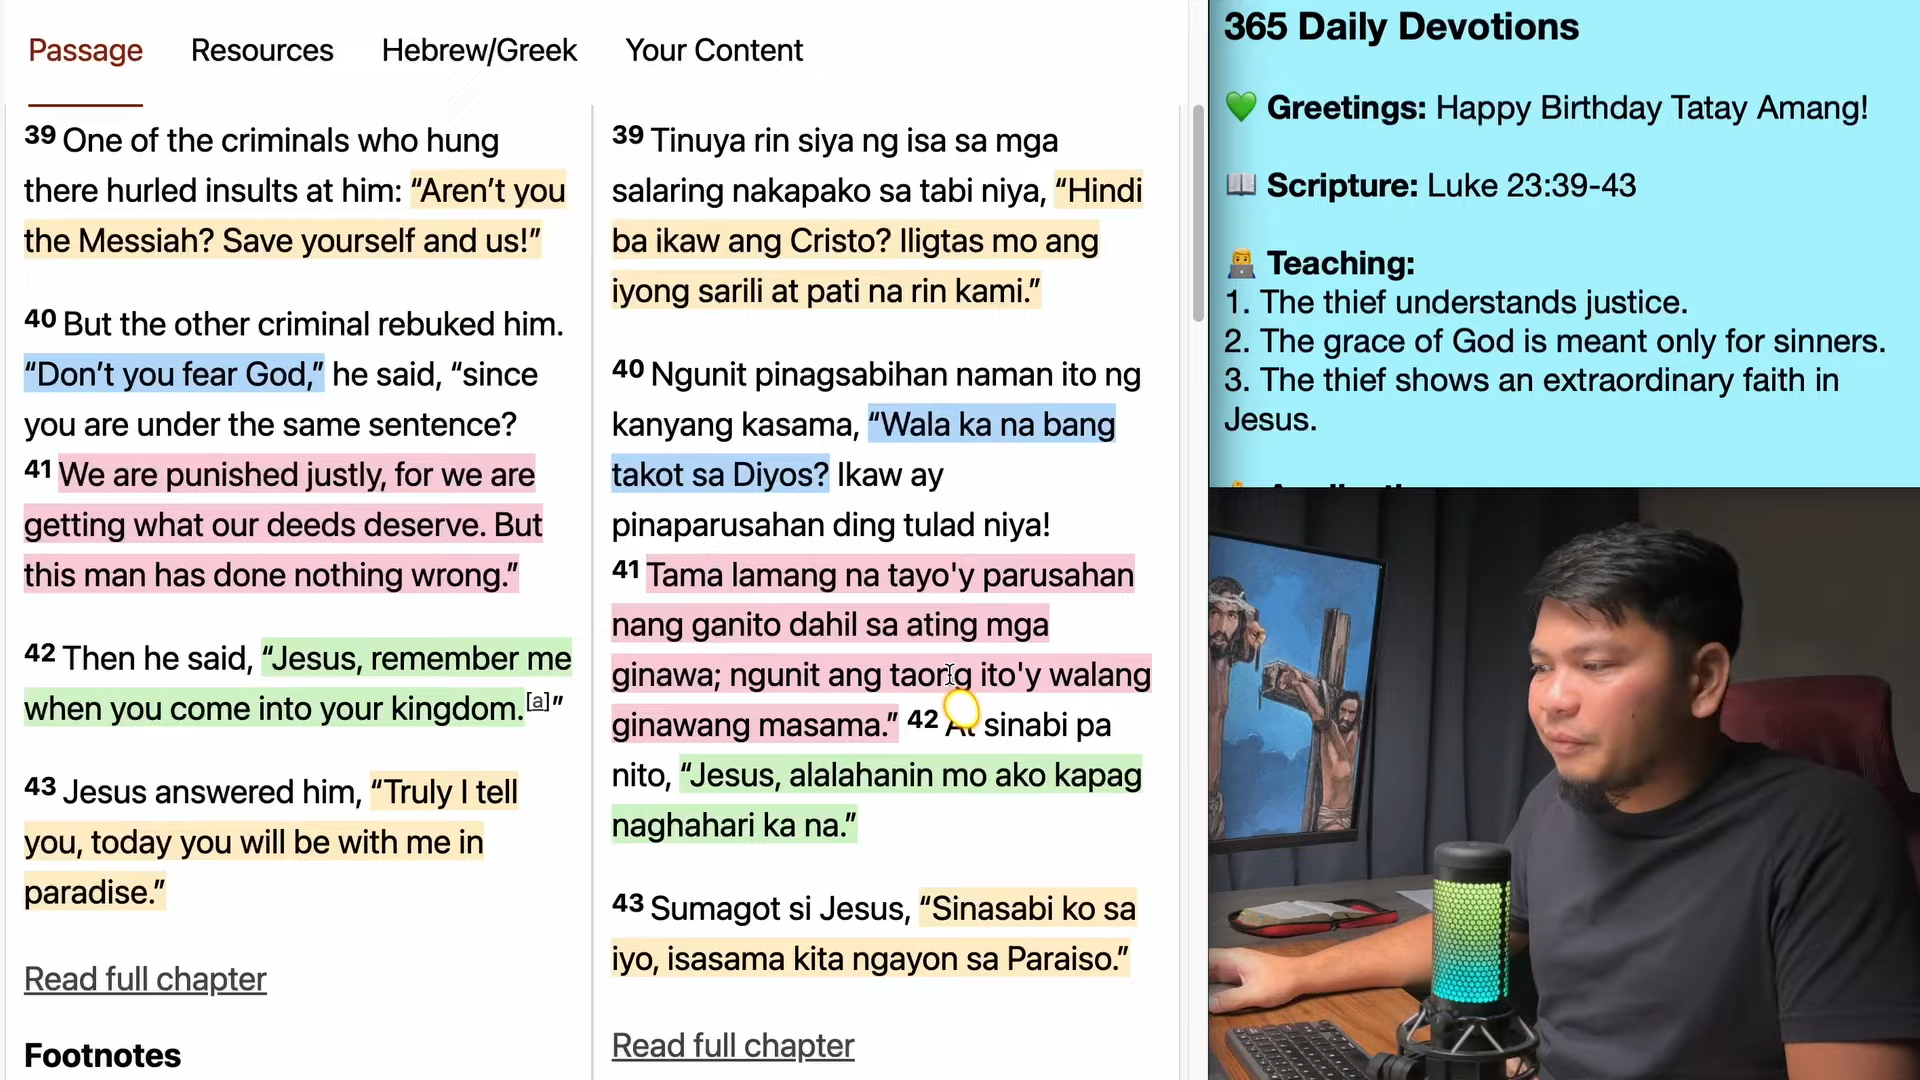 Passage Resources Hebrew/Greek Your Content
39 One of the criminals who hung
there hurled insults at him: “Aren’t you
the Messiah? Save yourself and us!”
40 But the other criminal rebuked him.
“Don’t you fear God,” he said, “since
you are under the same sentence?
41 We are punished justly, for we are
getting what our deeds deserve. But
this man has done nothing wrong.”
42 Then he said, “Jesus, remember me
when you come into your kingdom.[a]”
43 Jesus answered him, “Truly I tell
you, today you will be with me in
paradise.”
Read full chapter
Footnotes
39 Tinuya rin siya ng isa sa mga
salaring nakapako sa tabi niya, “Hindi
ba ikaw ang Cristo? Iligtas mo ang
iyong sarili at pati na rin kami.”
40 Ngunit pinagsabihan naman ito ng
kanyang kasama, “Wala ka na bang
takot sa Diyos? Ikaw ay
pinaparusahan ding tulad niya!
41 Tama lamang na tayo'y parusahan
nang ganito dahil sa ating mga
ginawa; ngunit ang taong ito'y walang
ginawang masama.” 42 At sinabi pa
nito, “Jesus, alalahanin mo ako kapag
naghahari ka na.”
43 Sumagot si Jesus, “Sinasabi ko sa
iyo, isasama kita ngayon sa Paraiso.”
Read full chapter
365 Daily Devotions
💚 Greetings: Happy Birthday Tatay Amang!
📖 Scripture: Luke 23:39-43
👨‍💻 Teaching:
1. The thief understands justice.
2. The grace of God is meant only for sinners.
3. The thief shows an extraordinary faith in
Jesus.